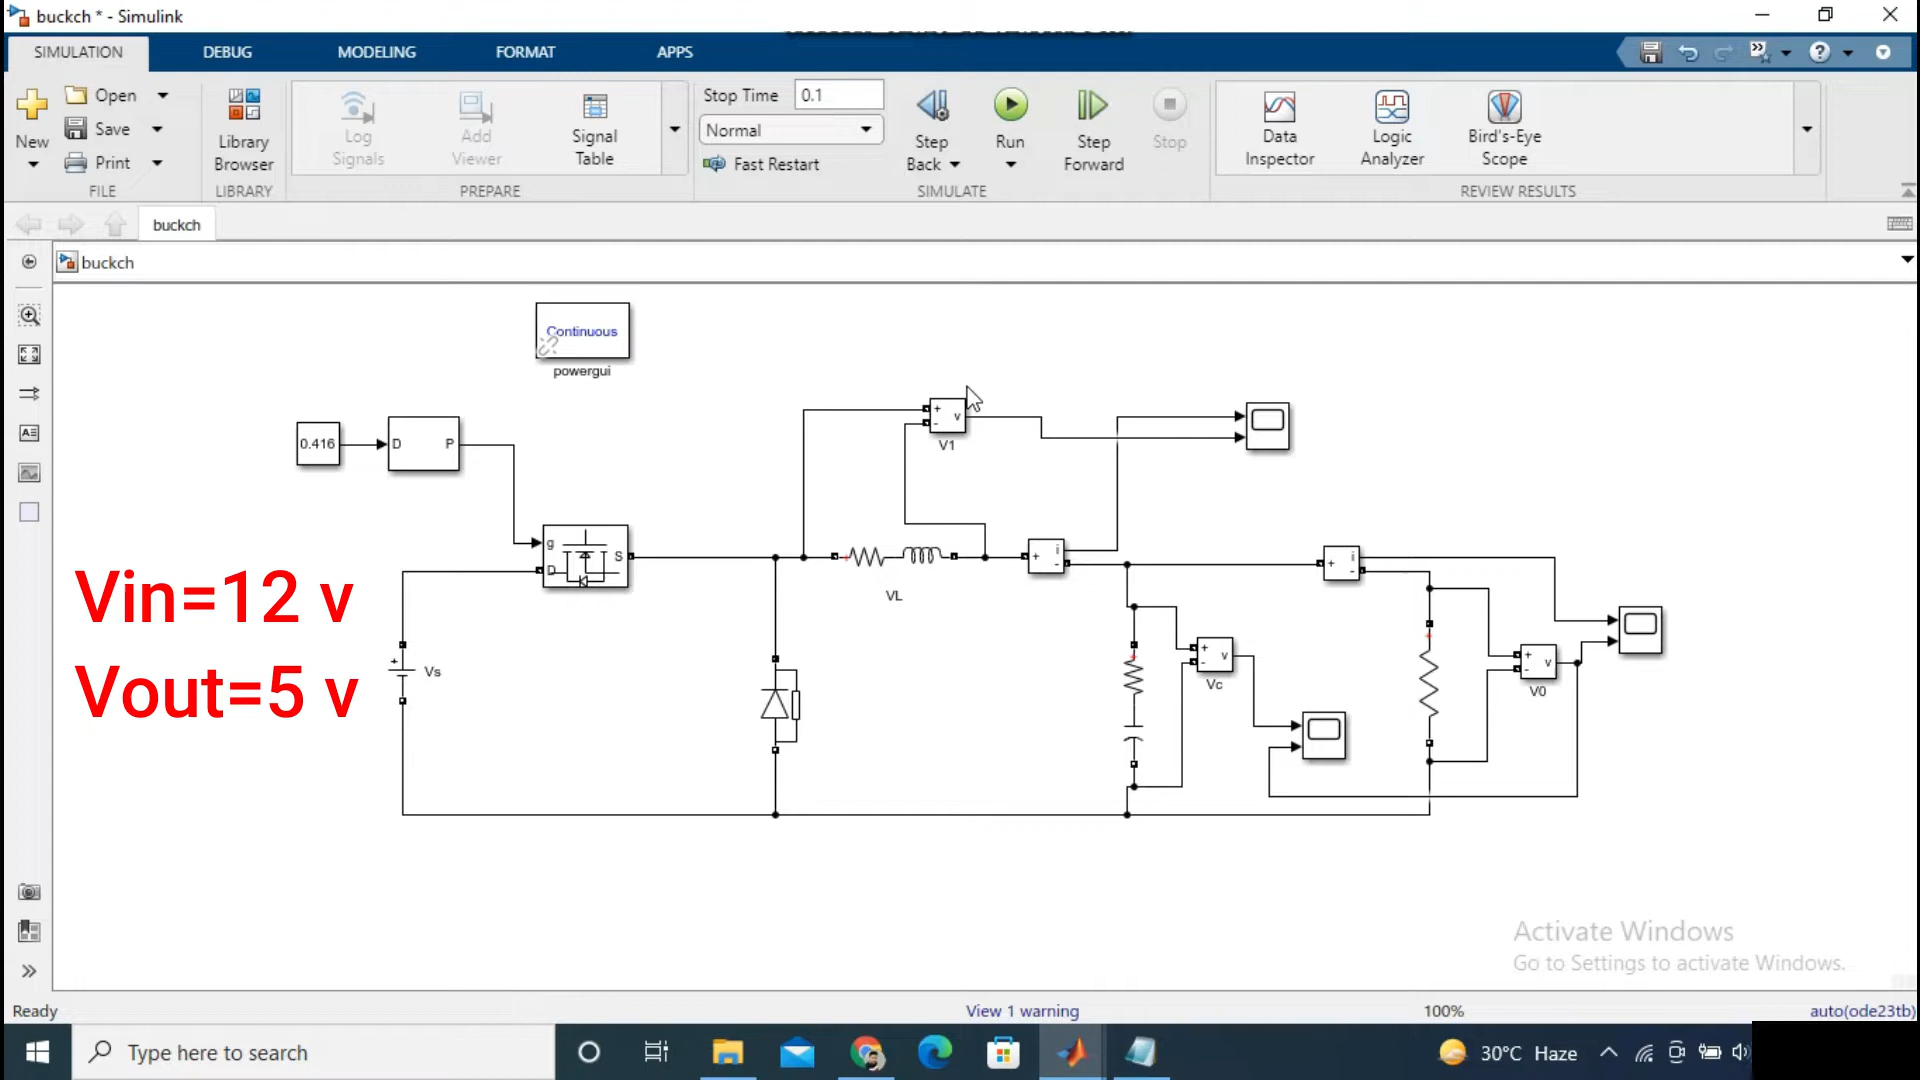 buckch * - Simulink
SIMULATION
DEBUG
MODELING
FORMAT
APPS
New
Open
Save
Print
FILE
Library
Browser
LIBRARY
Log
Signals
Add
Viewer
Signal
Table
PREPARE
Stop Time 0.1
Normal
Fast Restart
Step
Back
Run
Step
Forward
Stop
SIMULATE
Data
Inspector
Logic
Analyzer
Bird's-Eye
Scope
REVIEW RESULTS
buckch
buckch
Continuous
powergui
0.416
D P
g
D
S
+
-
v
V1
VL
+ i
-
+ i
-
Vin=12 v
Vout=5 v
+
Vs
+
-
v
Vc
+
-
v
V0
Activate Windows
Go to Settings to activate Windows.
Ready
View 1 warning
100%
auto(ode23tb)
Type here to search
30°C Haze